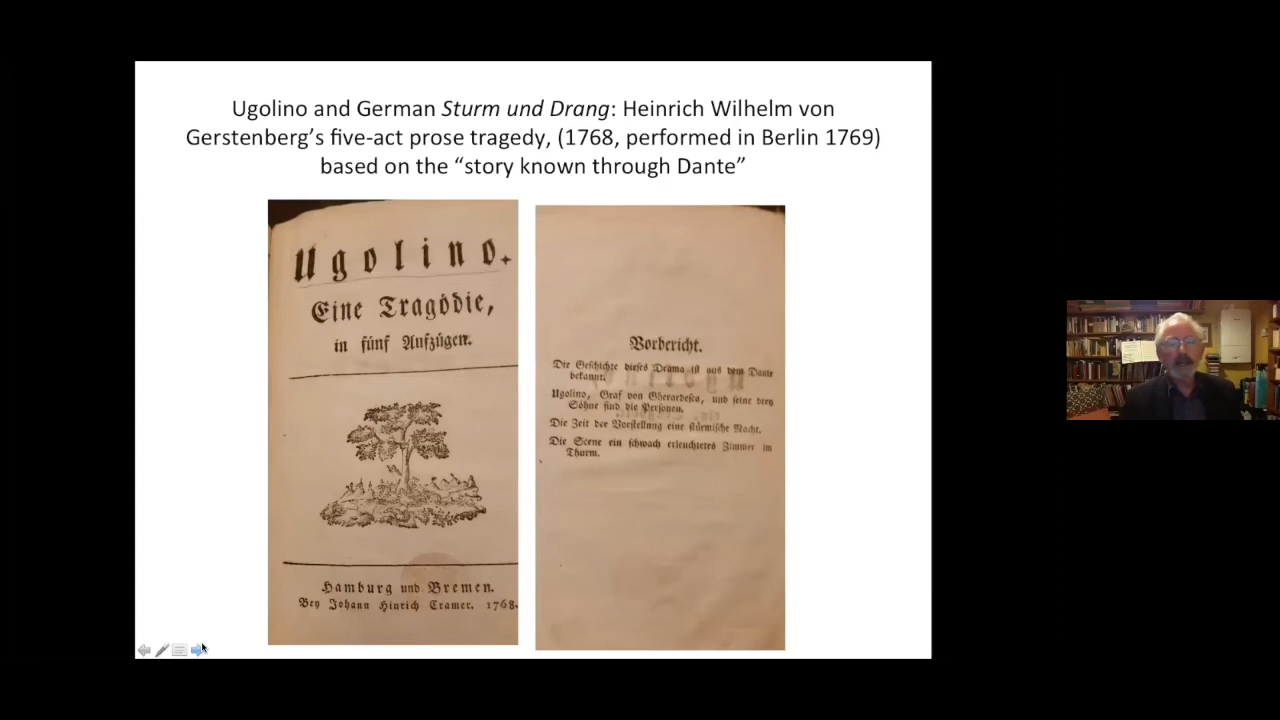 Ugolino and German Sturm und Drang: Heinrich Wilhelm von
Gerstenberg’s five-act prose tragedy, (1768, performed in Berlin 1769)
based on the “story known through Dante”
Ugolino.
Eine Tragödie,
in fünf Aufzügen.
Hamburg und Bremen.
Bey Johann Hinrich Cramer. 1768.
Vorbericht.
Die Geschichte dieses Drama ist aus dem Dante
bekannt.
Ugolino, Graf von Gherardesca, und seine drey
Söhne sind die Personen.
Die Zeit der Vorstellung eine stürmische Nacht.
Die Scene ein schwach erleuchtetes Zimmer im
Thurm.